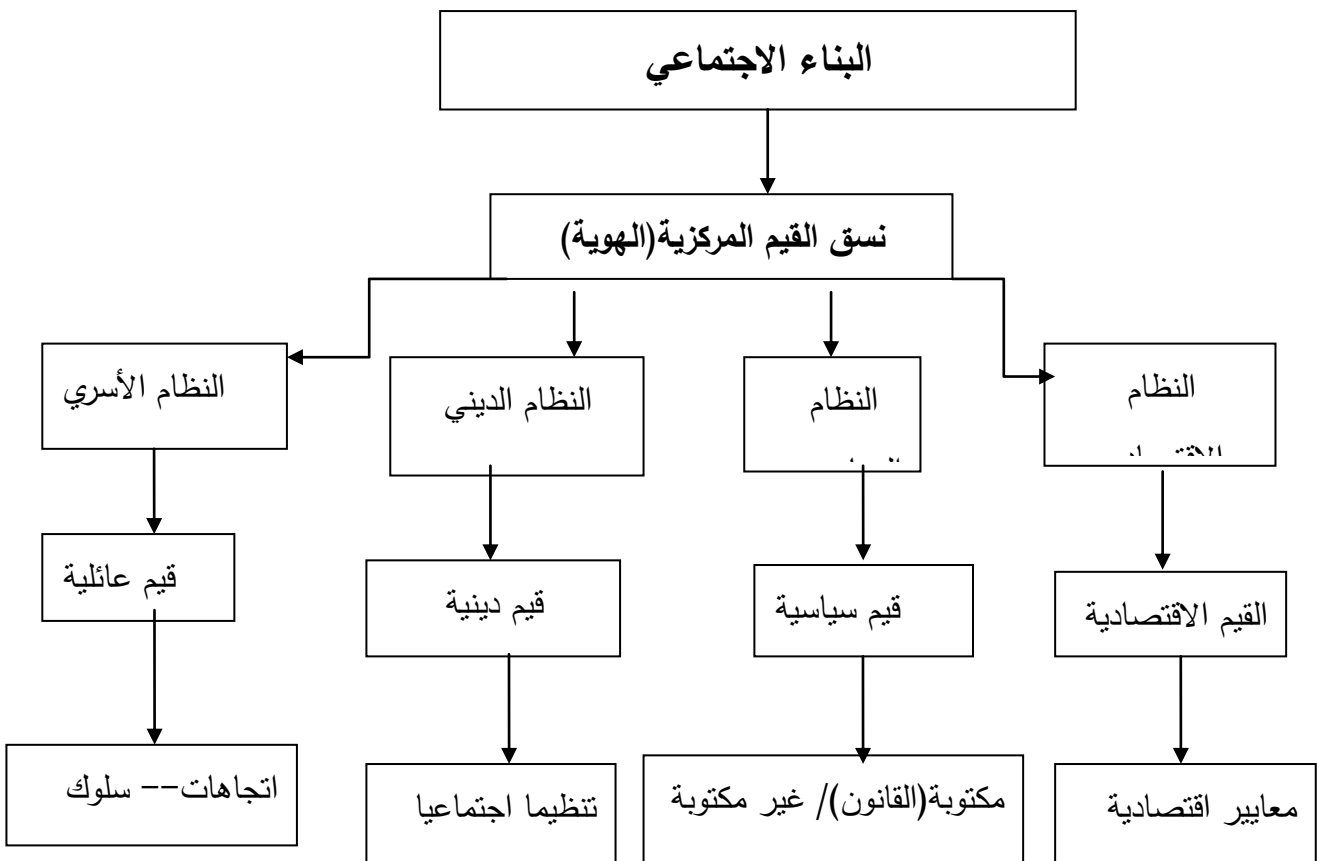 البناء الاجتماعي
نسق القيم المركزية(الهوية)
النظام
النظام
النظام الديني
النظام الأسري
القيم الاقتصادية
قيم سياسية
قيم دينية
قيم عائلية
معايير اقتصادية
مكتوبة(القانون)/ غير مكتوبة
تنظيما اجتماعيا
اتجاهات-- سلوك